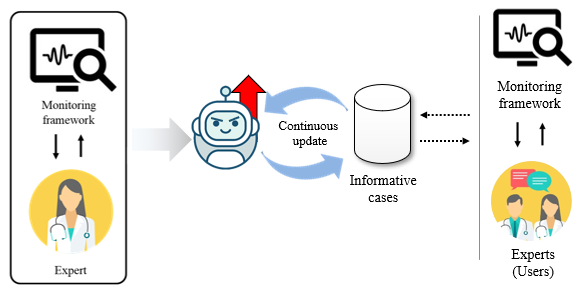 Monitoring
framework
Expert
Continuous
update
Informative
cases
Monitoring
framework
Experts
(Users)